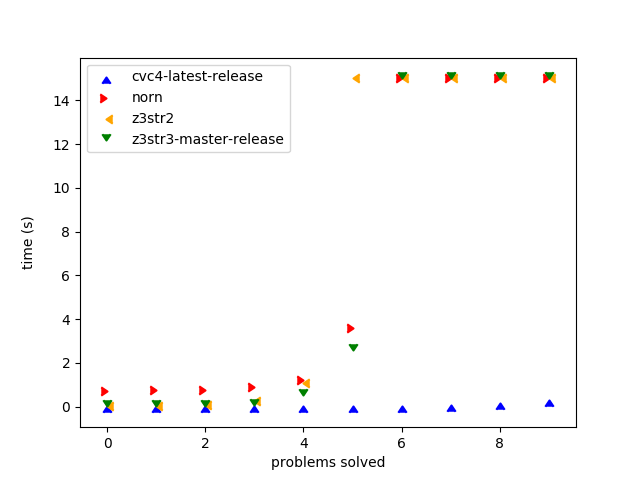 cvc4-latest-release
norn
z3str2
z3str3-master-release
14
12
10
8
6
4
2
0
time (s)
0 2 4 6 8
problems solved